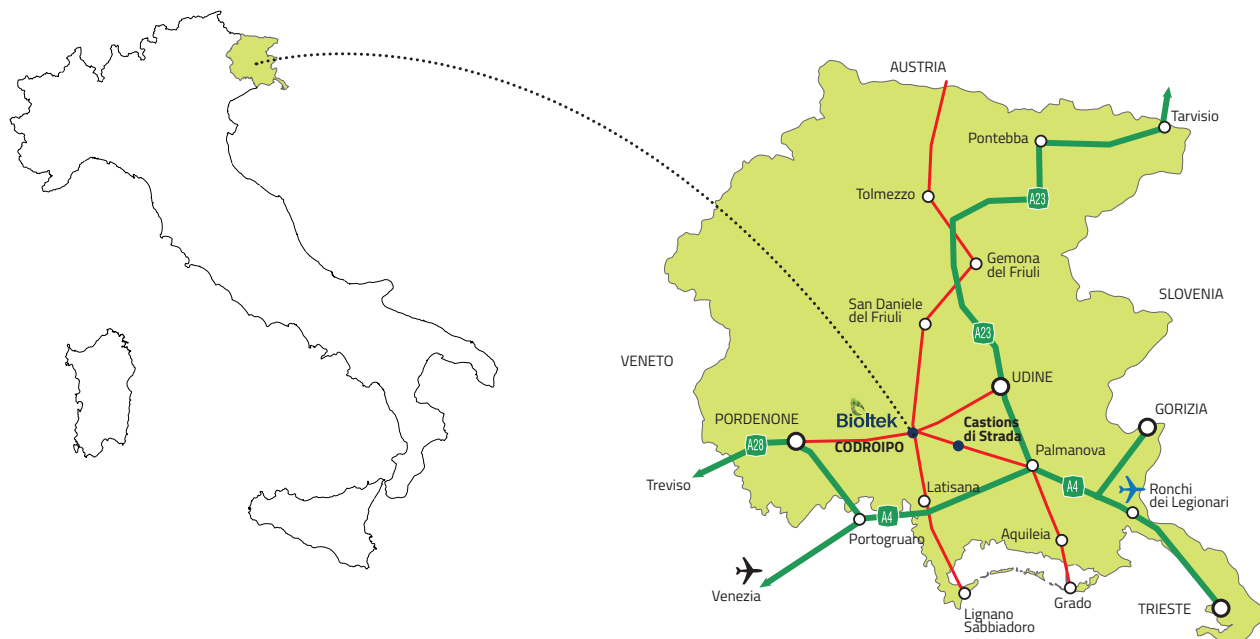 AUSTRIA
Tarvisio
Pontebba
Tolmezzo
A23
Gemona
del Friuli
SLOVENIA
San Daniele
del Friuli
A23
VENETO
UDINE
PORDENONE
Bioltek
CODROIPO
Castions
di Strada
GORIZIA
A28
Palmanova
Treviso
Latisana
A4
Ronchi
dei Legionari
A4
Portogruaro
Aquileia
Venezia
Grado
TRIESTE
Lignano
Sabbiadoro